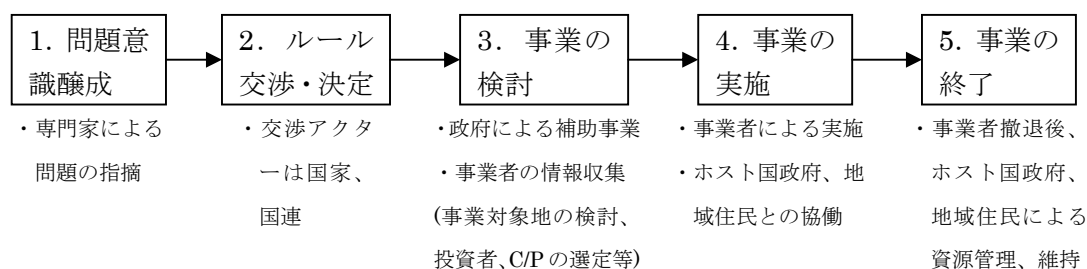 1. 問題意
識醸成
・専門家による
問題の指摘
2. ルール
交渉・決定
・交渉アクタ
ーは国家、
国連
3. 事業の
検討
・政府による補助事業
・事業者の情報収集
(事業対象地の検討、
投資者、C/P の選定等)
4. 事業の
実施
・事業者による実施
・ホスト国政府、地
域住民との協働
5. 事業の
終了
・事業者撤退後、
ホスト国政府、
地域住民による
資源管理、維持